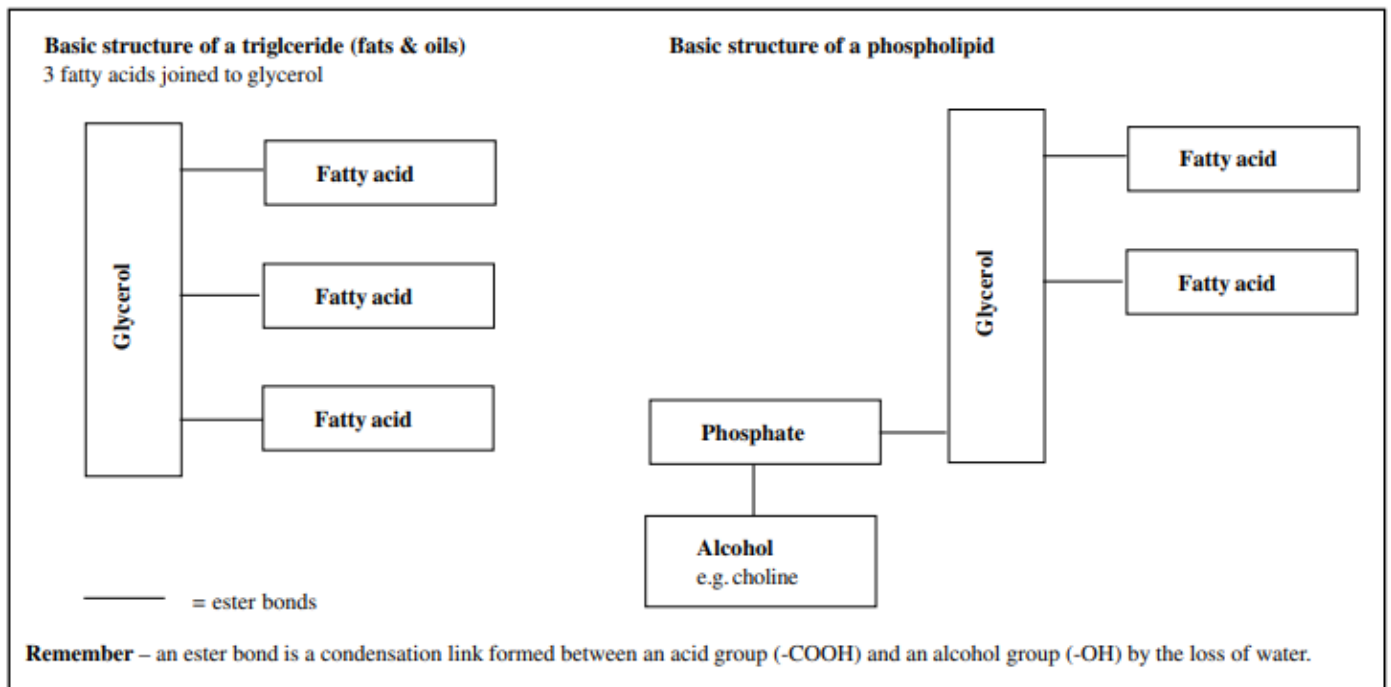 Basic structure of a triglceride (fats & oils)
3 fatty acids joined to glycerol
Glycerol
Fatty acid
Fatty acid
Fatty acid
Basic structure of a phospholipid
Glycerol
Fatty acid
Fatty acid
Phosphate
Alcohol
e.g. choline
= ester bonds
Remember – an ester bond is a condensation link formed between an acid group (-COOH) and an alcohol group (-OH) by the loss of water.